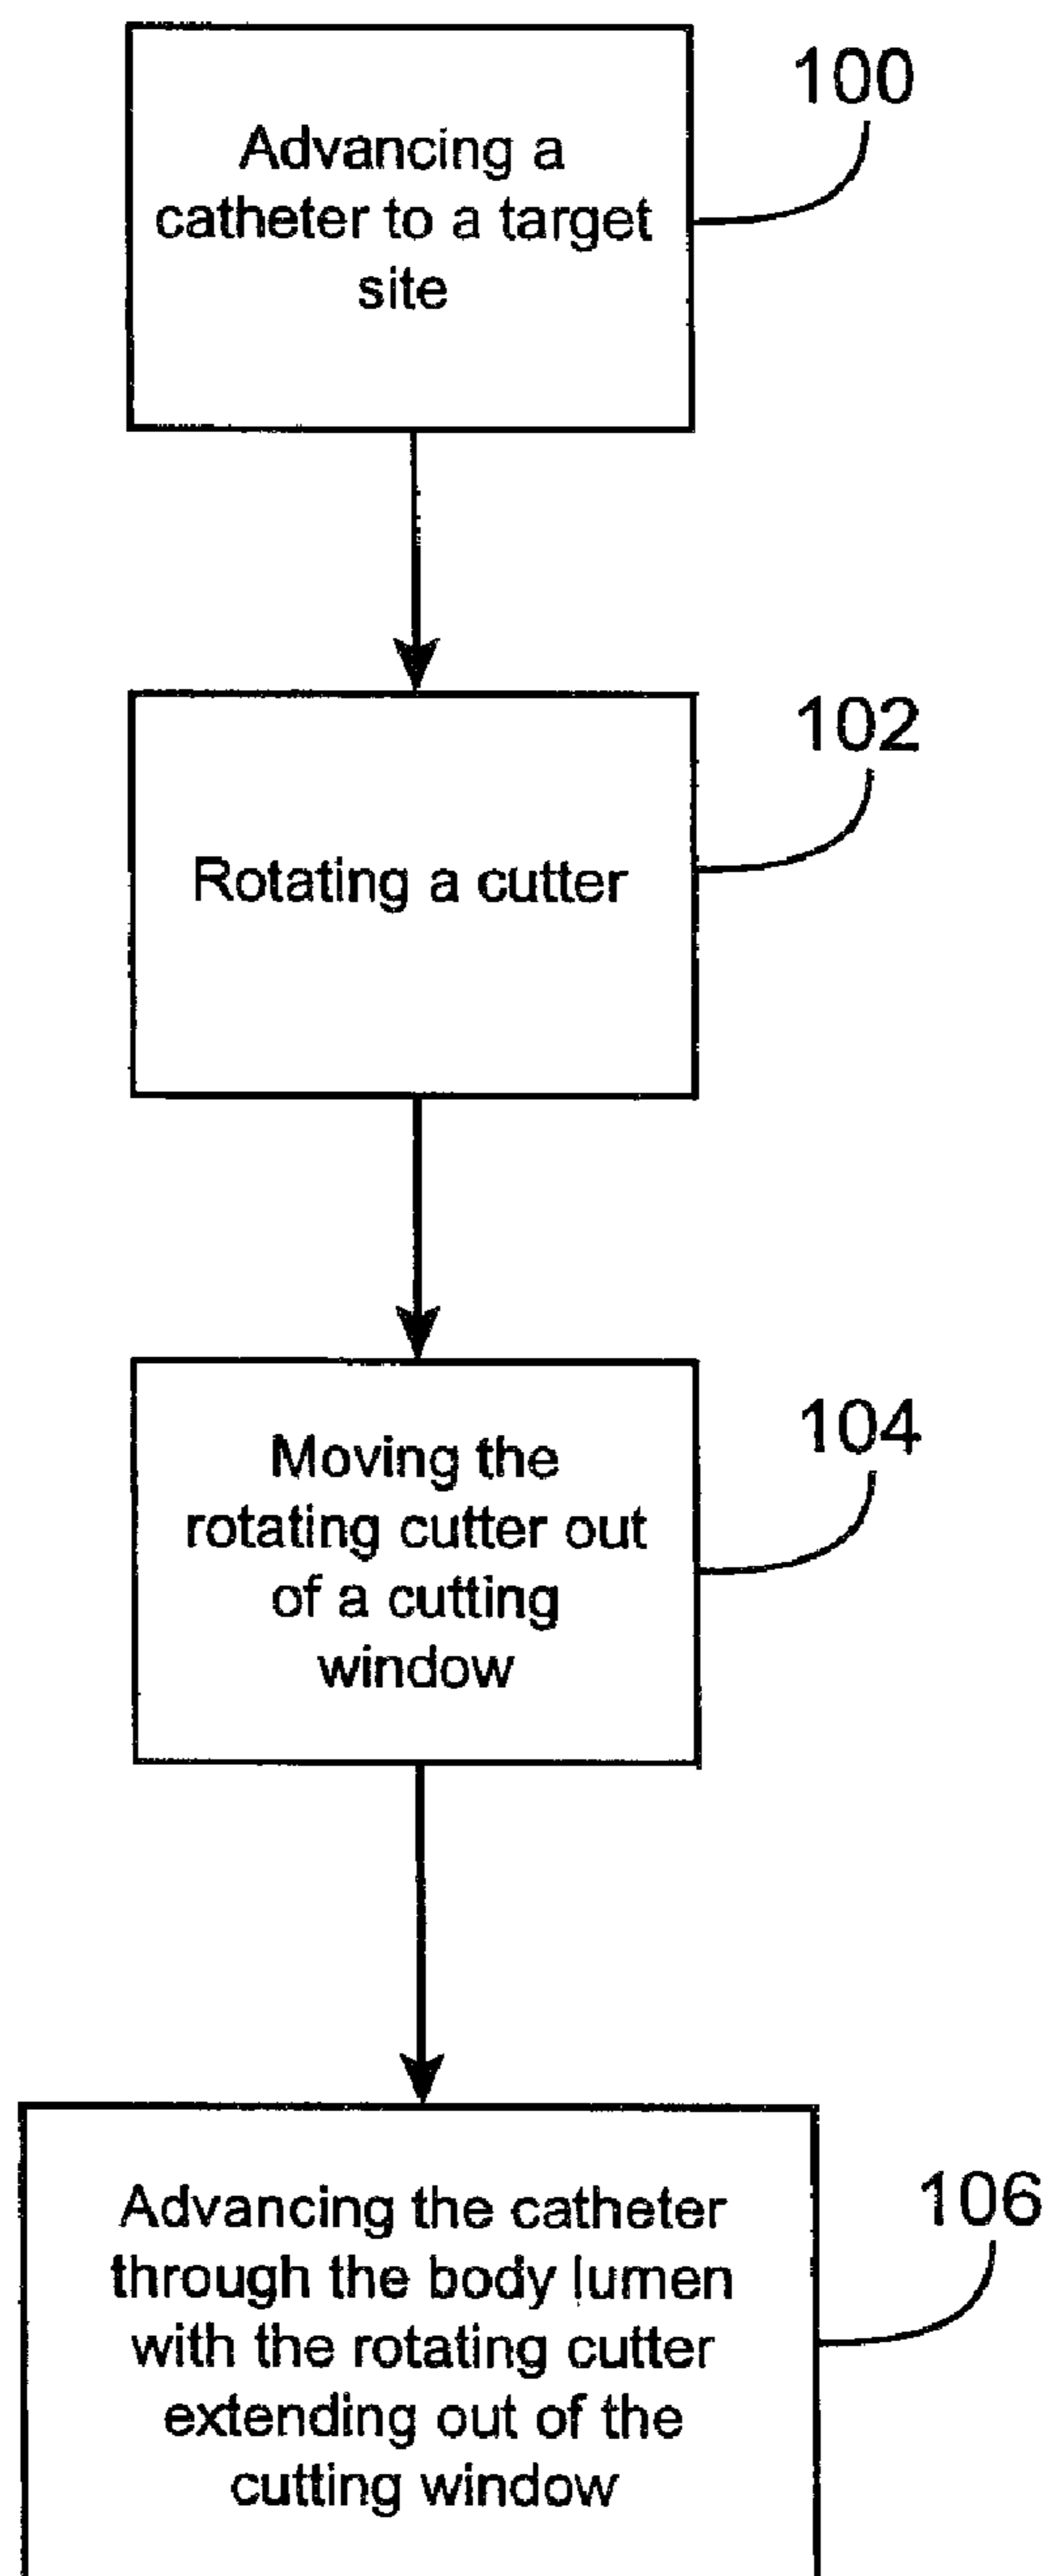 100
Advancing a
catheter to a target
site
102
Rotating a cutter
104
Moving the
rotating cutter out
of a cutting
window
106
Advancing the catheter
through the body lumen
with the rotating cutter
extending out of the
cutting window